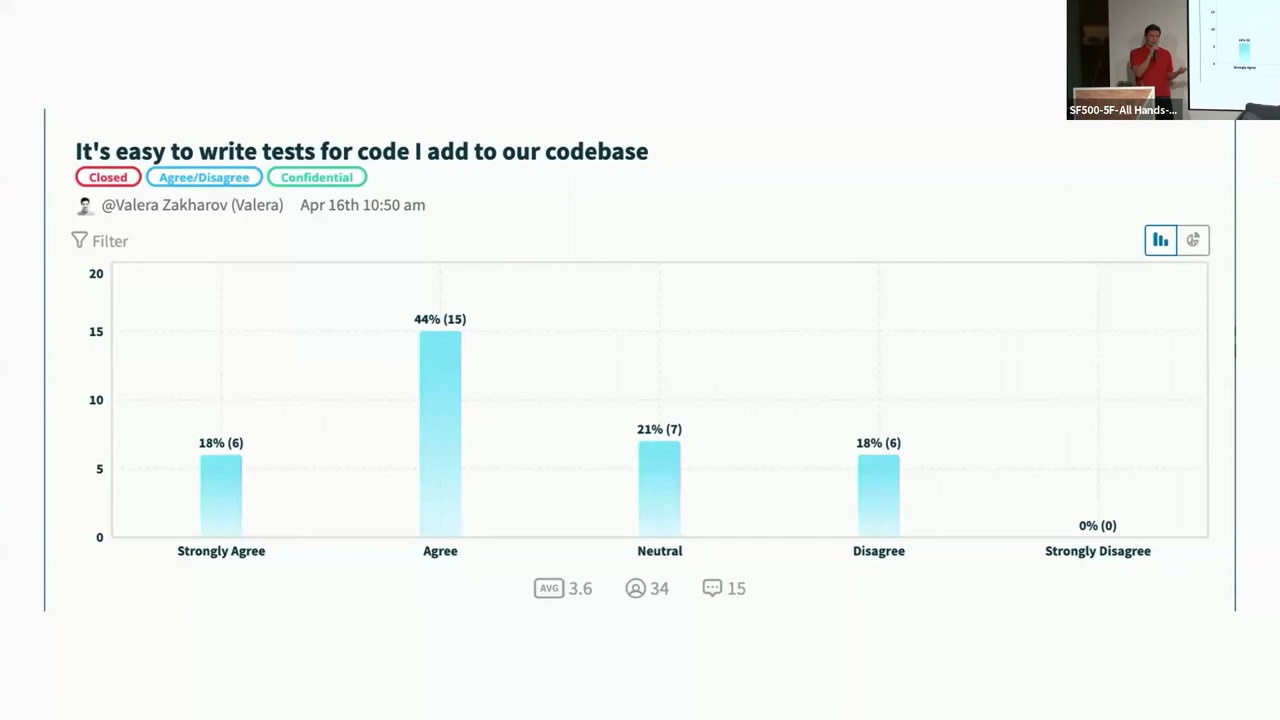 SF500-5F-All Hands-...
It's easy to write tests for code I add to our codebase
Closed Agree/Disagree Confidential
@Valera Zakharov (Valera) Apr 16th 10:50 am
Filter
20
15
10
5
0
18% (6)
44% (15)
21% (7)
18% (6)
0% (0)
Strongly Agree Agree Neutral Disagree Strongly Disagree
AVG 3.6 34 15